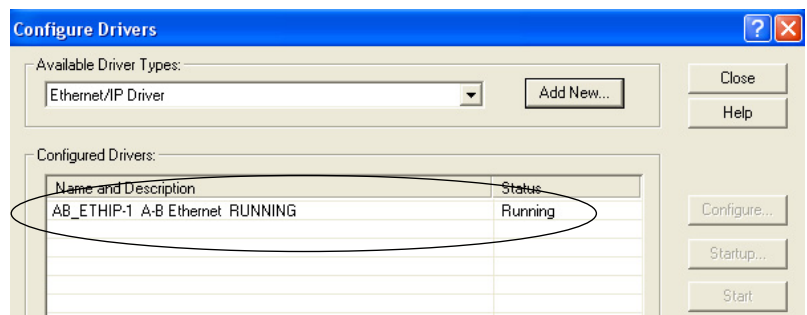 Configure Drivers
Available Driver Types:
Ethernet/IP Driver
Add New...
Close
Help
Configured Drivers:
Name and Description Status
AB_ETHIP-1 A-B Ethernet RUNNING Running
Configure...
Startup...
Start